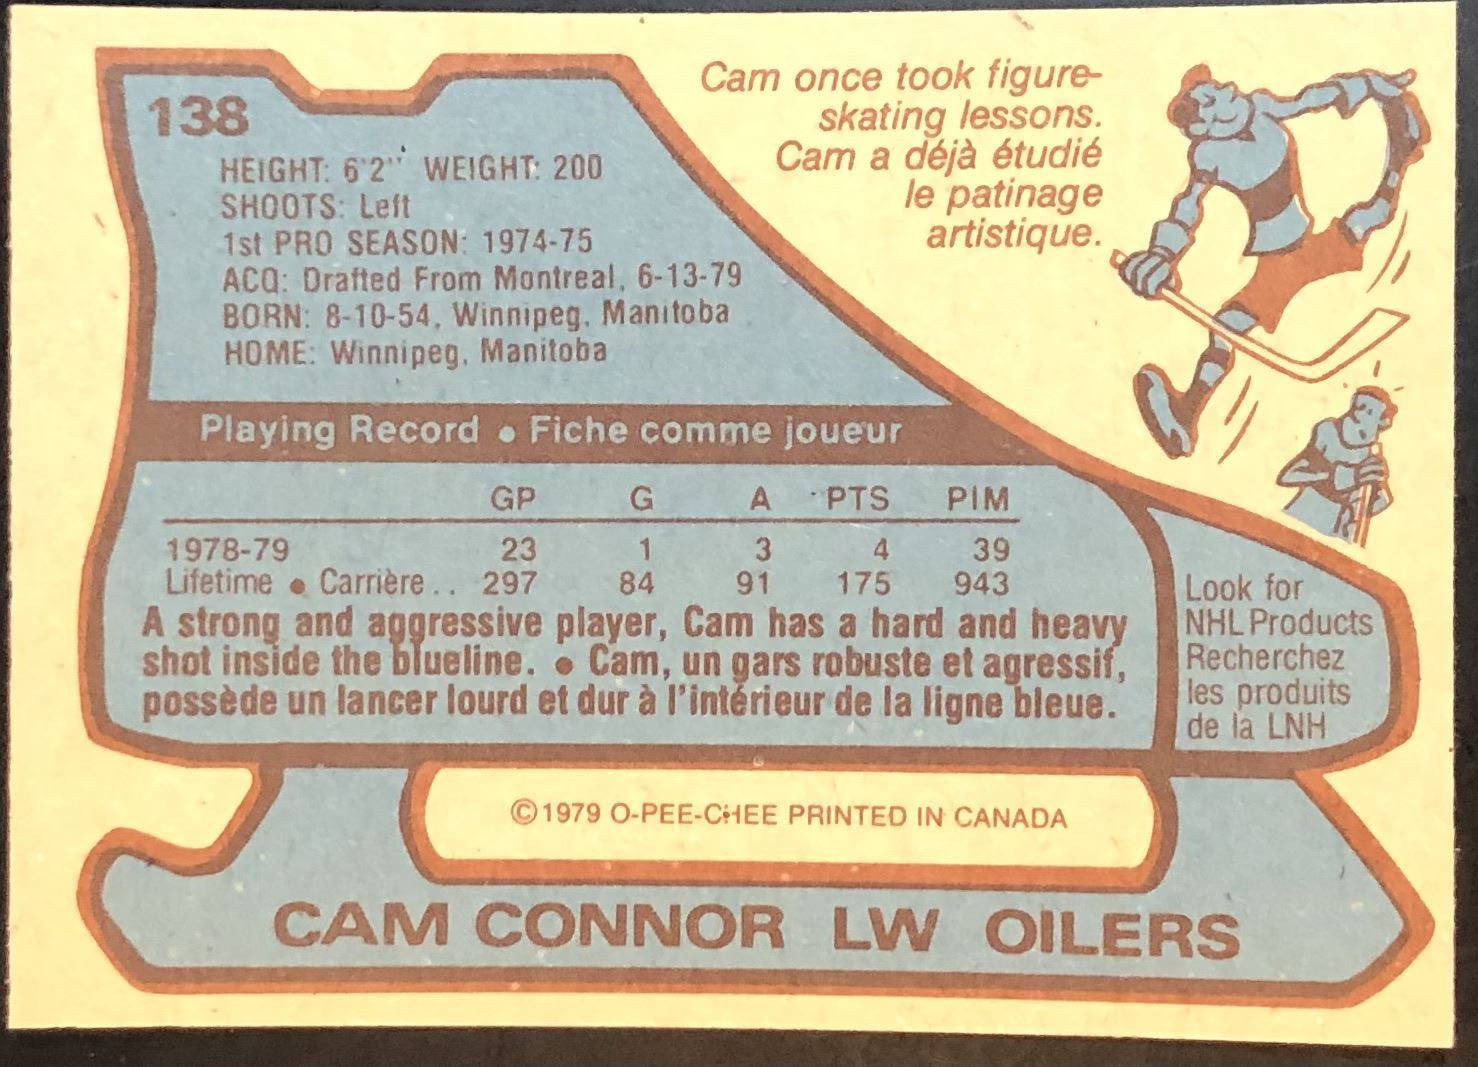 138
HEIGHT: 6'2'' WEIGHT: 200
SHOOTS: Left
1st PRO SEASON: 1974-75
ACQ: Drafted From Montreal, 6-13-79
BORN: 8-10-54, Winnipeg, Manitoba
HOME: Winnipeg, Manitoba
Cam once took figure-
skating lessons.
Cam a déjà étudié
le patinage
artistique.
Playing Record • Fiche comme joueur
GP G A PTS PIM
1978-79 23 1 3 4 39
Lifetime • Carrière.. 297 84 91 175 943
A strong and aggressive player, Cam has a hard and heavy
shot inside the blueline. • Cam, un gars robuste et agressif,
possède un lancer lourd et dur à l'intérieur de la ligne bleue.
Look for
NHL Products
Recherchez
les produits
de la LNH
©1979 O-PEE-CHEE PRINTED IN CANADA
CAM CONNOR LW OILERS